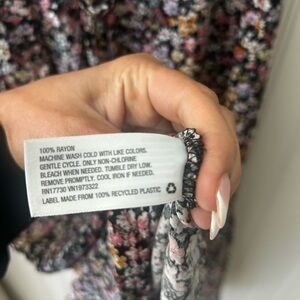 100% RAYON
MACHINE WASH COLD WITH LIKE COLORS.
GENTLE CYCLE. ONLY NON-CHLORINE
BLEACH WHEN NEEDED. TUMBLE DRY LOW.
REMOVE PROMPTLY. COOL IRON IF NEEDED.
RN17730 VN1973322
LABEL MADE FROM 100% RECYCLED PLASTIC